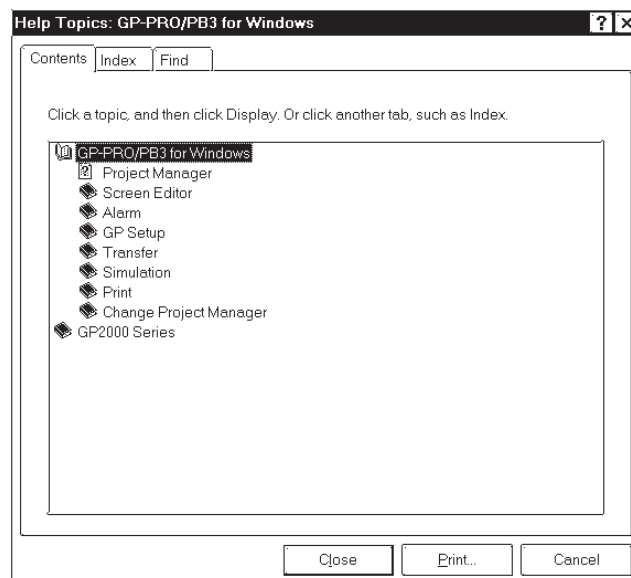 Help Topics: GP-PRO/PB3 for Windows
Contents Index Find
Click a topic, and then click Display. Or click another tab, such as Index.
GP-PRO/PB3 for Windows
Project Manager
Screen Editor
Alarm
GP Setup
Transfer
Simulation
Print
Change Project Manager
GP2000 Series
Close Print... Cancel